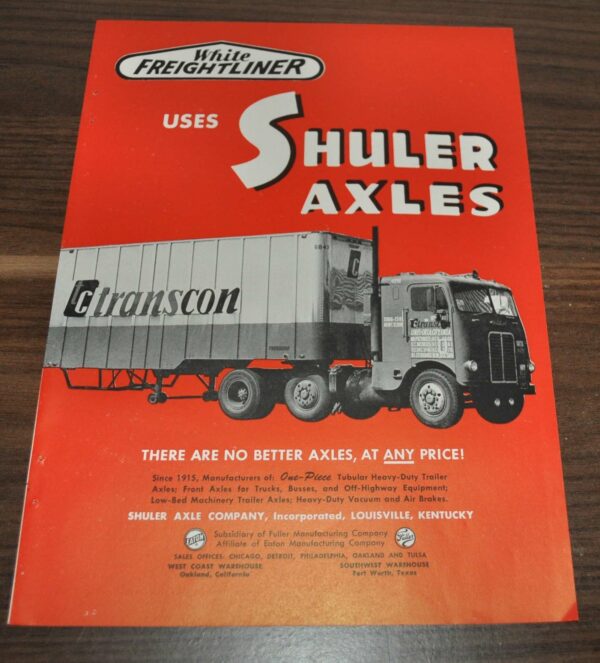 White
FREIGHTLINER
USES SHULER
AXLES
C transcon
transcon
THERE ARE NO BETTER AXLES, AT ANY PRICE!
Since 1915, Manufacturers of: One-Piece Tubular Heavy-Duty Trailer
Axles; Front Axles for Trucks, Busses, and Off-Highway Equipment;
Low-Bed Machinery Trailer Axles; Heavy-Duty Vacuum and Air Brakes.
SHULER AXLE COMPANY, Incorporated, LOUISVILLE, KENTUCKY
EATON
Subsidiary of Fuller Manufacturing Company
Affiliate of Eaton Manufacturing Company
Fuller
SALES OFFICES: CHICAGO, DETROIT, PHILADELPHIA, OAKLAND AND TULSA
WEST COAST WAREHOUSE
Oakland, California
SOUTHWEST WAREHOUSE
Fort Worth, Texas